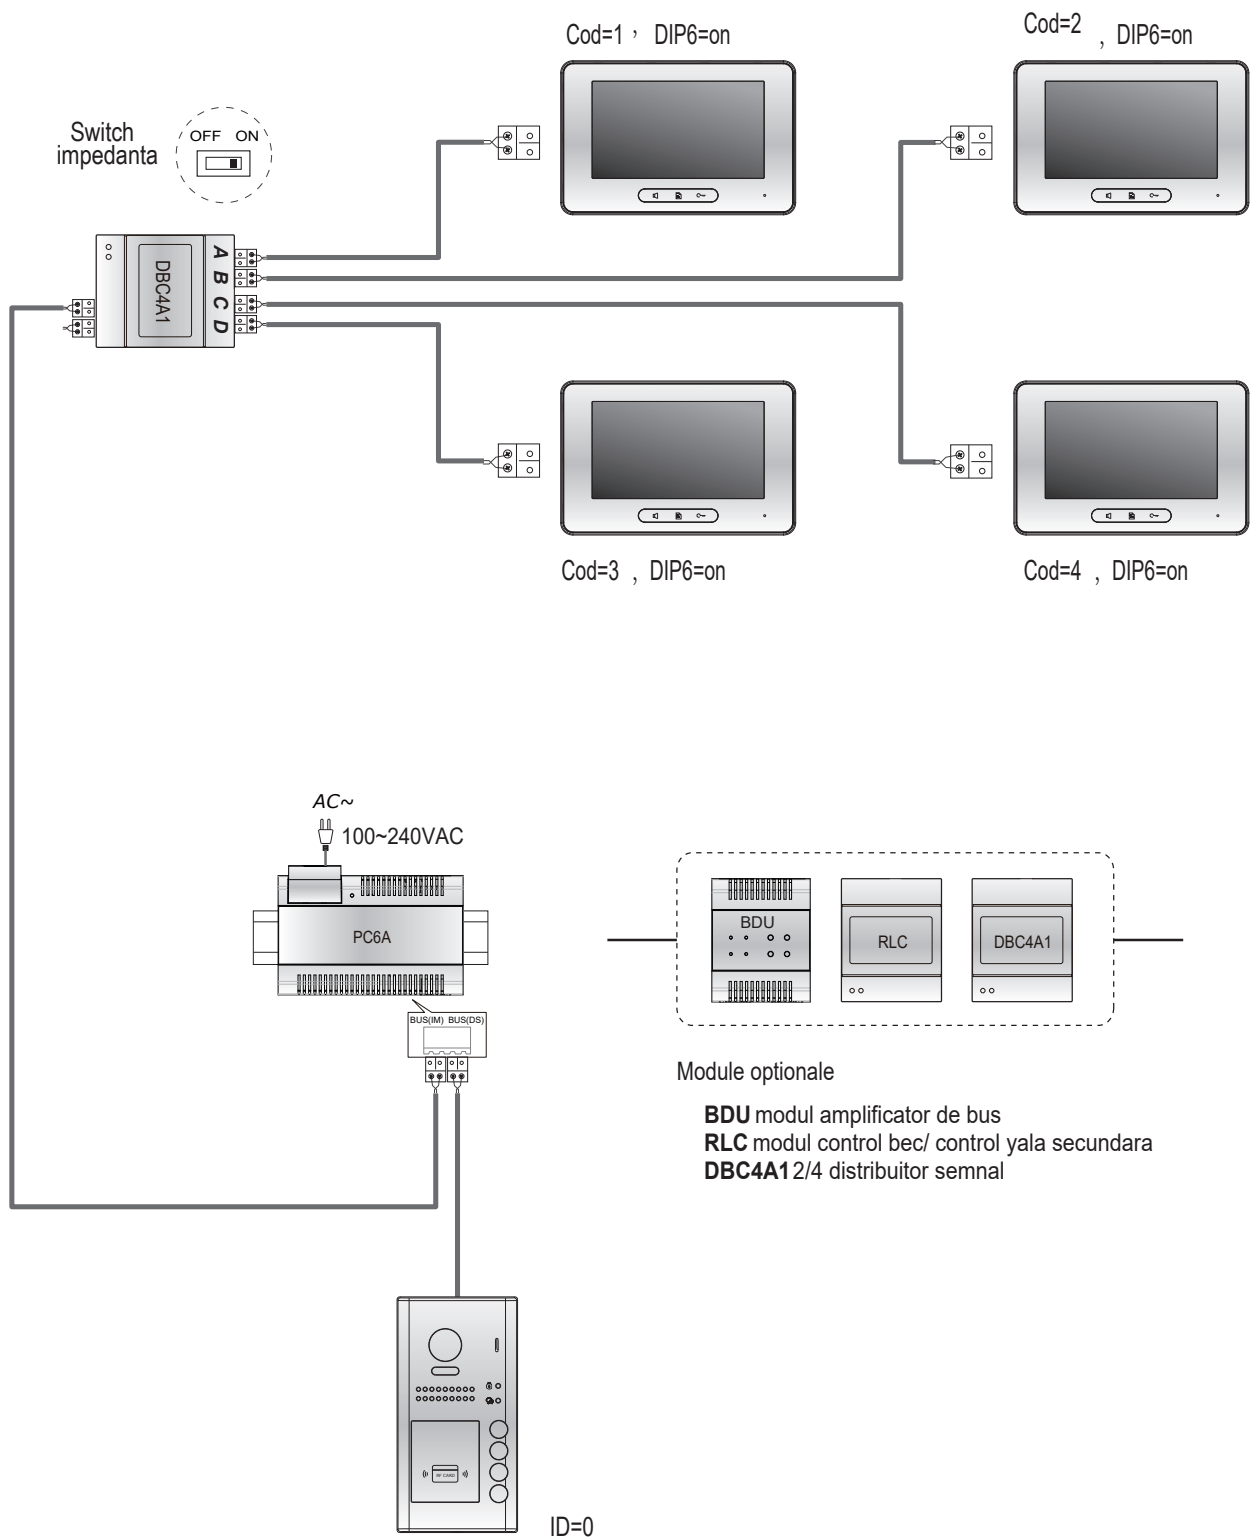 Cod=1 , DIP6=on
Cod=2 , DIP6=on
Switch
impedanta
OFF ON
DBC4A1
A
B
C
D
Cod=3 , DIP6=on
Cod=4 , DIP6=on
AC~
100~240VAC
PC6A
BUS(IM) BUS(DS)
BDU
RLC
DBC4A1
Module optionale
BDU modul amplificator de bus
RLC modul control bec/ control yala secundara
DBC4A1 2/4 distribuitor semnal
RF CARD
ID=0